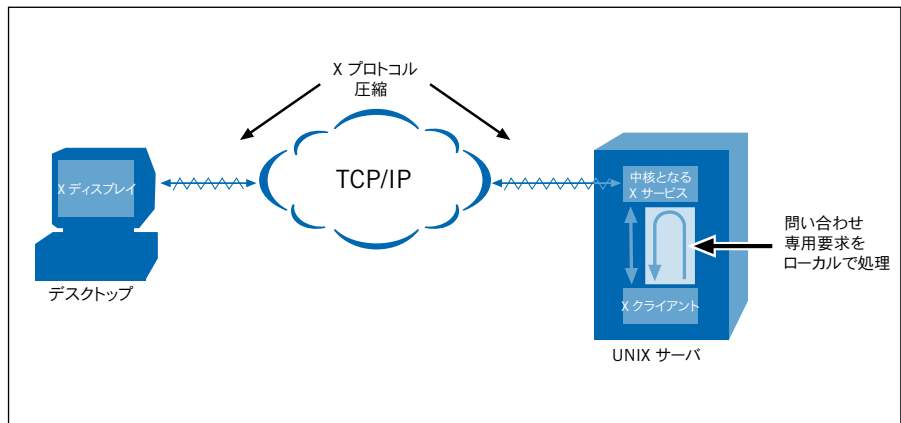 X プロトコル
圧縮
TCP/IP
X ディスプレイ
デスクトップ
中核となる
X サービス
X クライアント
UNIX サーバ
問い合わせ
専用要求を
ローカルで処理